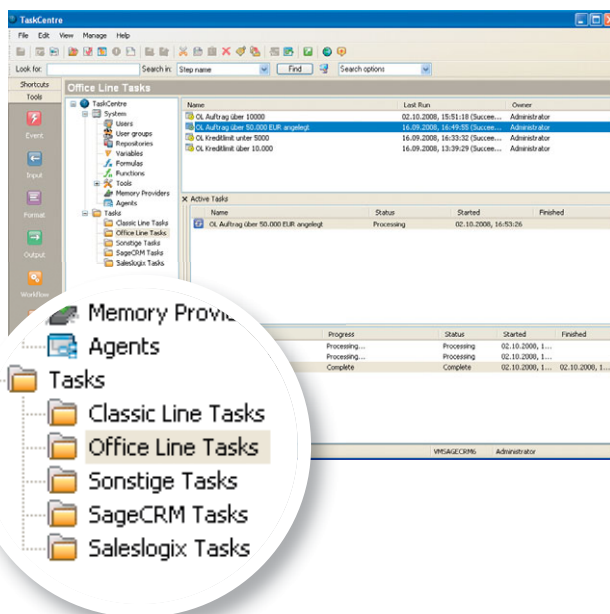 TaskCentre
File Edit View Manage Help
Look for: Search in: Step name Find Search options
Shortcuts
Tools
Event
Input
Format
Output
Workflow
Office Line Tasks
TaskCentre
System
Users
User groups
Repositories
Variables
Formulas
Functions
Tools
Memory Providers
Agents
Tasks
Classic Line Tasks
Office Line Tasks
Sonstige Tasks
SageCRM Tasks
Saleslogix Tasks
Name Last Run Owner
OL Auftrag über 10000 02.10.2008, 15:51:18 (Succee... Administrator
OL Auftrag über 50.000 EUR angelegt 16.09.2008, 16:49:55 (Succee... Administrator
OL Kreditlimit unter 5000 16.09.2008, 16:33:32 (Succee... Administrator
OL Kreditlimit über 10.000 16.09.2008, 13:39:29 (Succee... Administrator
Active Tasks
Name Status Started Finished
OL Auftrag über 50.000 EUR angelegt Processing 02.10.2008, 16:53:26
Progress Status Started Finished
Processing... Processing 02.10.2008, 1...
Processing... Processing 02.10.2008, 1...
Complete Complete 02.10.2008, 1... 02.10.2008, 1...
VMSAGECRM6 Administrator
Memory Provi
Agents
Tasks
Classic Line Tasks
Office Line Tasks
Sonstige Tasks
SageCRM Tasks
Saleslogix Tasks